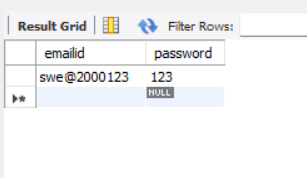 Result Grid Filter Rows:
emailid password
swe@2000123 123
NULL